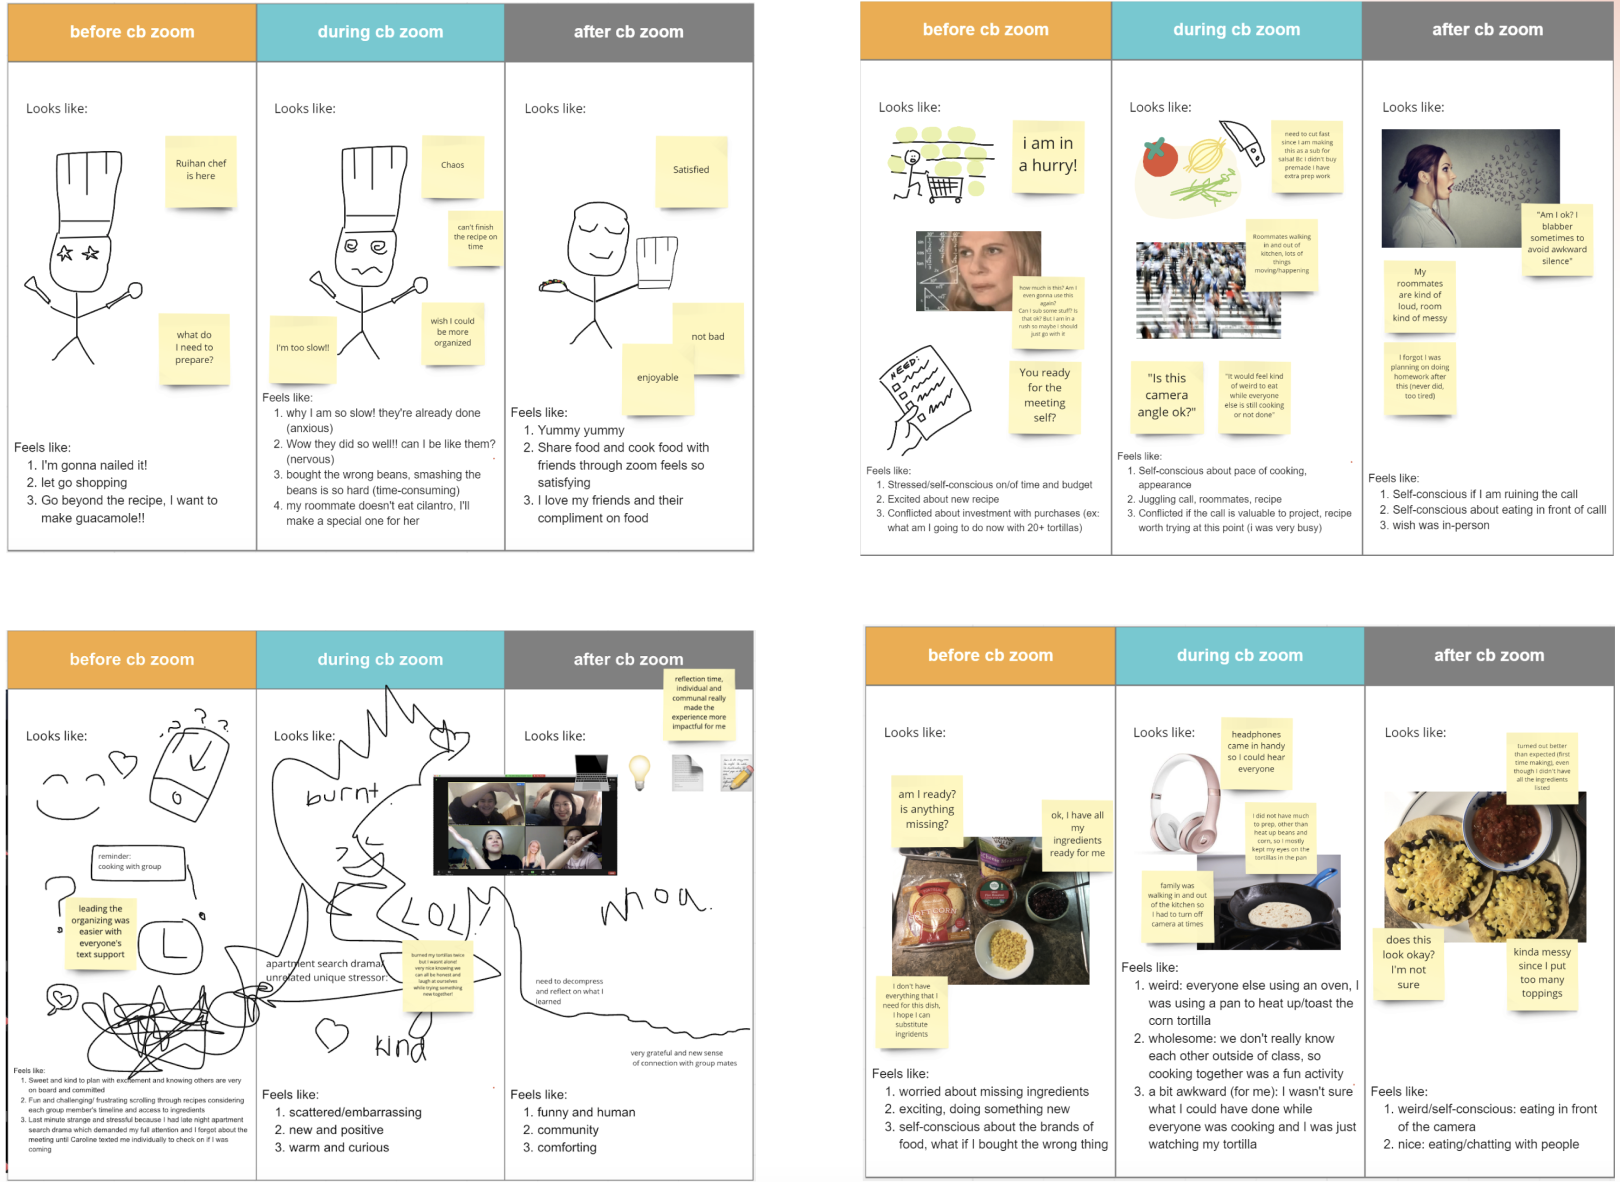 before cb zoom
during cb zoom
after cb zoom
Looks like:
Ruihan chef
is here
what do
I need to
prepare?
Feels like:
1. I'm gonna nailed it!
2. let go shopping
3. Go beyond the recipe, I want to
make guacamole!!
Looks like:
Chaos
can't finish
the recipe on
time
I'm too slow!!
wish I could
be more
organized
Feels like:
1. why I am so slow! they're already done
(anxious)
2. Wow they did so well!! can I be like them?
(nervous)
3. bought the wrong beans, smashing the
beans is so hard (time-consuming)
4. my roommate doesn't eat cilantro, I'll
make a special one for her
Looks like:
Satisfied
not bad
enjoyable
Feels like:
1. Yummy yummy
2. Share food and cook food with
friends through zoom feels so
satisfying
3. I love my friends and their
compliment on food
before cb zoom
during cb zoom
after cb zoom
Looks like:
i am in
a hurry!
how much is this? Am I
even gonna use this
again?
Can I sub some stuff? Is
that ok? But I am in a
rush so maybe I should
just go with it
NEED:
You ready
for the
meeting
self?
Feels like:
1. Stressed/self-conscious on/of time and budget
2. Excited about new recipe
3. Conflicted about investment with purchases (ex:
what am I going to do now with 20+ tortillas)
Looks like:
need to cut fast
since I am making
this as a sub for
salsa! Bc I didn't buy
premade I have
extra prep work
Roommates walking
in and out of
kitchen, lots of
things
moving/happening
"Is this
camera
angle ok?"
"It would feel kind
of weird to eat
while everyone
else is still cooking
or not done"
Feels like:
1. Self-conscious about pace of cooking,
appearance
2. Juggling call, roommates, recipe
3. Conflicted if the call is valuable to project, recipe
worth trying at this point (i was very busy)
Looks like:
"Am I ok? I
blabber
sometimes to
avoid awkward
silence"
My
roommates
are kind of
loud, room
kind of messy
I forgot I was
planning on doing
homework after
this (never did,
too tired)
Feels like:
1. Self-conscious if I am ruining the call
2. Self-conscious about eating in front of calll
3. wish was in-person
before cb zoom
during cb zoom
after cb zoom
Looks like:
? ? ?
reminder:
cooking with group
?
leading the
organizing was
easier with
everyone's
text support
Feels like:
1. Sweet and kind to plan with excitement and knowing others are very
on board and committed
2. Fun and challenging/ frustrating scrolling through recipes considering
each group member's timeline and access to ingredients
3. Last minute strange and stressful because I had late night apartment
search drama which demanded my full attention and I forgot about the
meeting until Caroline texted me individually to check on if I was
coming
Looks like:
burnt
LOL
apartment search drama/
unrelated unique stressor:
burned my tortillas twice
but I wasnt alone!
very nice knowing we
can all be honest and
laugh at ourselves
while trying something
new together!
kind
Feels like:
1. scattered/embarrassing
2. new and positive
3. warm and curious
reflection time,
individual and
communal really
made the
experience more
impactful for me
Looks like:
need to decompress
and reflect on what I
learned
very grateful and new sense
of connection with group mates
Feels like:
1. funny and human
2. community
3. comforting
before cb zoom
during cb zoom
after cb zoom
Looks like:
am I ready?
is anything
missing?
ok, I have all
my
ingredients
ready for me
I don't have
everything that I
need for this dish,
I hope I can
substitute
ingridents
Feels like:
1. worried about missing ingredients
2. exciting, doing something new
3. self-conscious about the brands of
food, what if I bought the wrong thing
Looks like:
headphones
came in handy
so I could hear
everyone
I did not have much
to prep, other than
heat up beans and
corn, so I mostly
kept my eyes on the
tortillas in the pan
family was
walking in and out
of the kitchen so
I had to turn off
camera at times
Feels like:
1. weird: everyone else using an oven, I
was using a pan to heat up/toast the
corn tortilla
2. wholesome: we don't really know
each other outside of class, so
cooking together was a fun activity
3. a bit awkward (for me): I wasn't sure
what I could have done while
everyone was cooking and I was just
watching my tortilla
Looks like:
turned out better
than expected (first
time making), even
though I didn't have
all the ingredients
listed
does this
look okay?
I'm not
sure
kinda messy
since I put
too many
toppings
Feels like:
1. weird/self-conscious: eating in front
of the camera
2. nice: eating/chatting with people